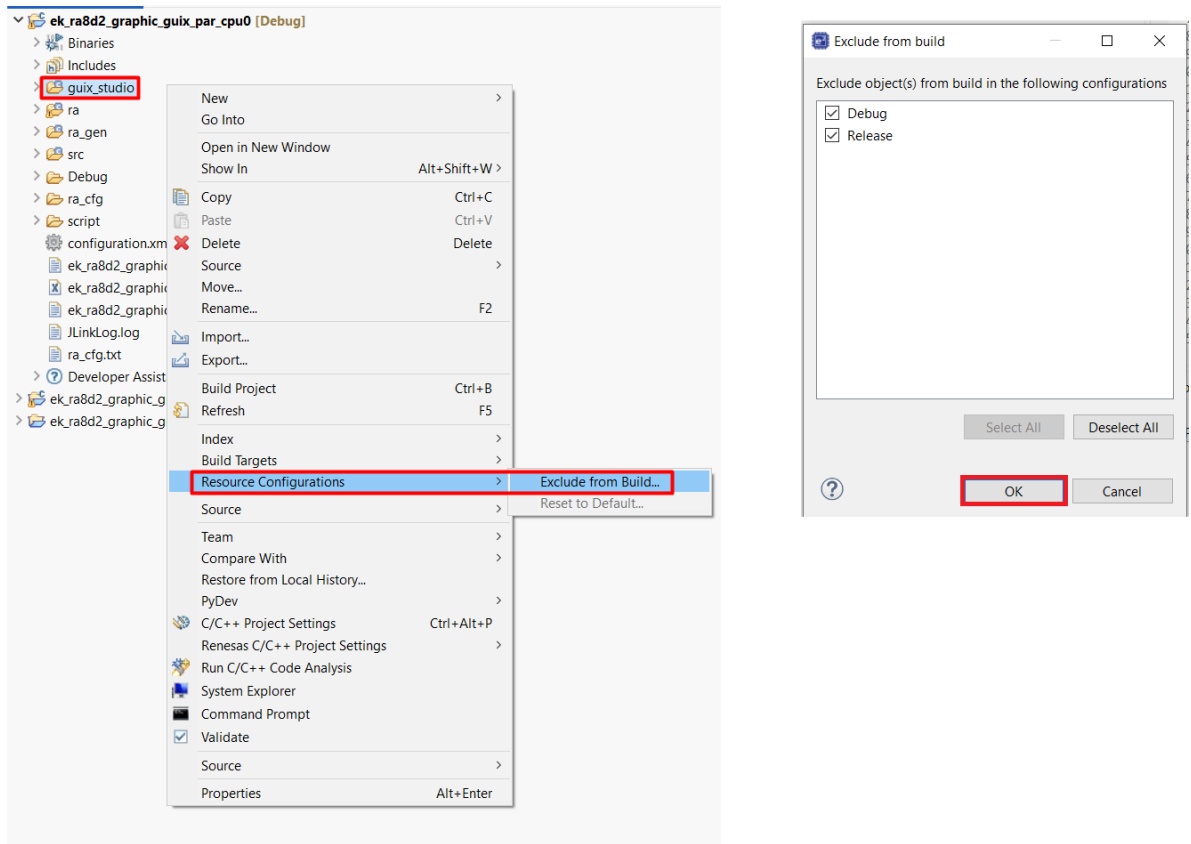 ek_ra8d2_graphic_guix_par_cpu0 [Debug]
Binaries
Includes
guix_studio
ra
ra_gen
src
Debug
ra_cfg
script
configuration.xm
ek_ra8d2_graphic
ek_ra8d2_graphic
ek_ra8d2_graphic
JLinkLog.log
ra_cfg.txt
Developer Assist
ek_ra8d2_graphic_g
ek_ra8d2_graphic_g
New
Go Into
Open in New Window
Show In Alt+Shift+W
Copy Ctrl+C
Paste Ctrl+V
Delete Delete
Source
Move...
Rename... F2
Import...
Export...
Build Project Ctrl+B
Refresh F5
Index
Build Targets
Resource Configurations
Source
Team
Compare With
Restore from Local History...
PyDev
C/C++ Project Settings Ctrl+Alt+P
Renesas C/C++ Project Settings
Run C/C++ Code Analysis
System Explorer
Command Prompt
Validate
Source
Properties Alt+Enter
Exclude from Build...
Reset to Default...
Exclude from build
Exclude object(s) from build in the following configurations
Debug
Release
Select All Deselect All
OK Cancel